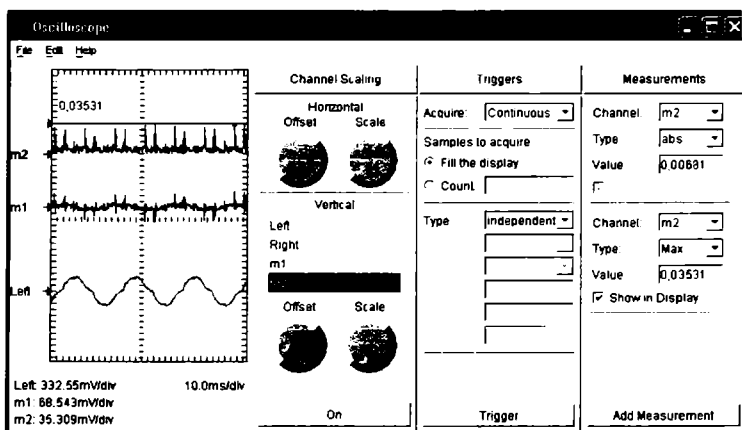 Oscilloscope
File Edit Help
0,03531
m2
m1
Left
Left: 332.55mV/div 10.0ms/div
m1: 68.543mV/div
m2: 35.309mV/div
Channel Scaling
Horizontal
Offset Scale
Vertical
Left
Right
m1
Offset Scale
On
Triggers
Acquire: Continuous
Samples to acquire
Fill the display
Count
Type independent
Trigger
Measurements
Channel: m2
Type abs
Value 0,00681
Channel: m2
Type: Max
Value 0,03531
Show in Display
Add Measurement